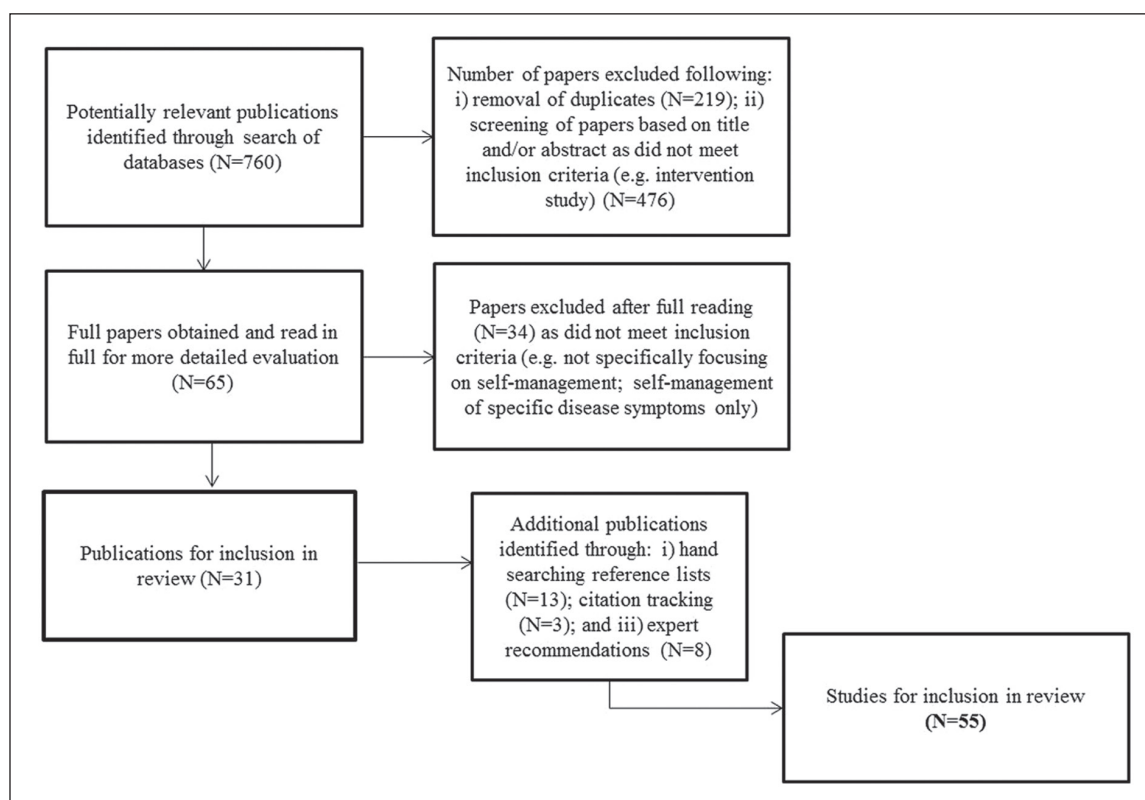 Potentially relevant publications
identified through search of
databases (N=760)
Number of papers excluded following:
i) removal of duplicates (N=219); ii)
screening of papers based on title
and/or abstract as did not meet
inclusion criteria (e.g. intervention
study) (N=476)
Full papers obtained and read in
full for more detailed evaluation
(N=65)
Papers excluded after full reading
(N=34) as did not meet inclusion
criteria (e.g. not specifically focusing
on self-management; self-management
of specific disease symptoms only)
Publications for inclusion in
review (N=31)
Additional publications
identified through: i) hand
searching reference lists
(N=13); citation tracking
(N=3); and iii) expert
recommendations (N=8)
Studies for inclusion in review
(N=55)